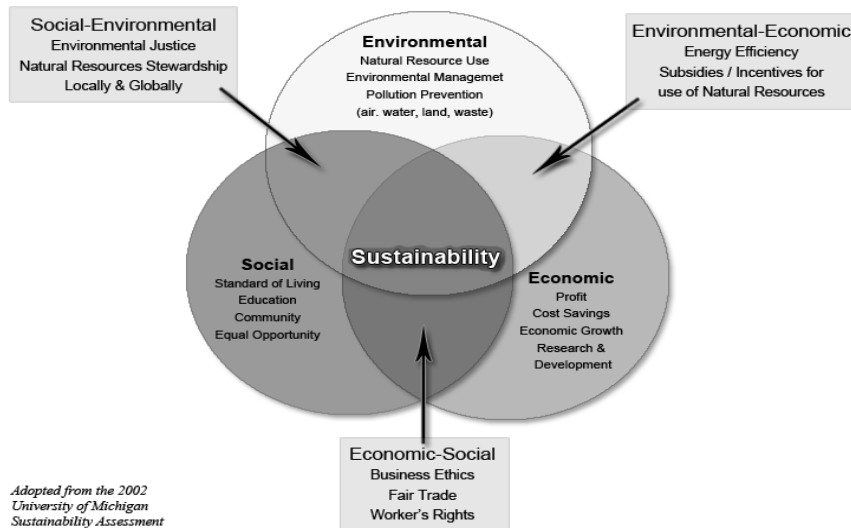 Social-Environmental
Environmental Justice
Natural Resources Stewardship
Locally & Globally
Environmental
Natural Resource Use
Environmental Managemet
Pollution Prevention
(air. water, land, waste)
Environmental-Economic
Energy Efficiency
Subsidies / Incentives for
use of Natural Resources
Sustainability
Social
Standard of Living
Education
Community
Equal Opportunity
Economic
Profit
Cost Savings
Economic Growth
Research &
Development
Economic-Social
Business Ethics
Fair Trade
Worker's Rights
Adopted from the 2002
University of Michigan
Sustainability Assessment